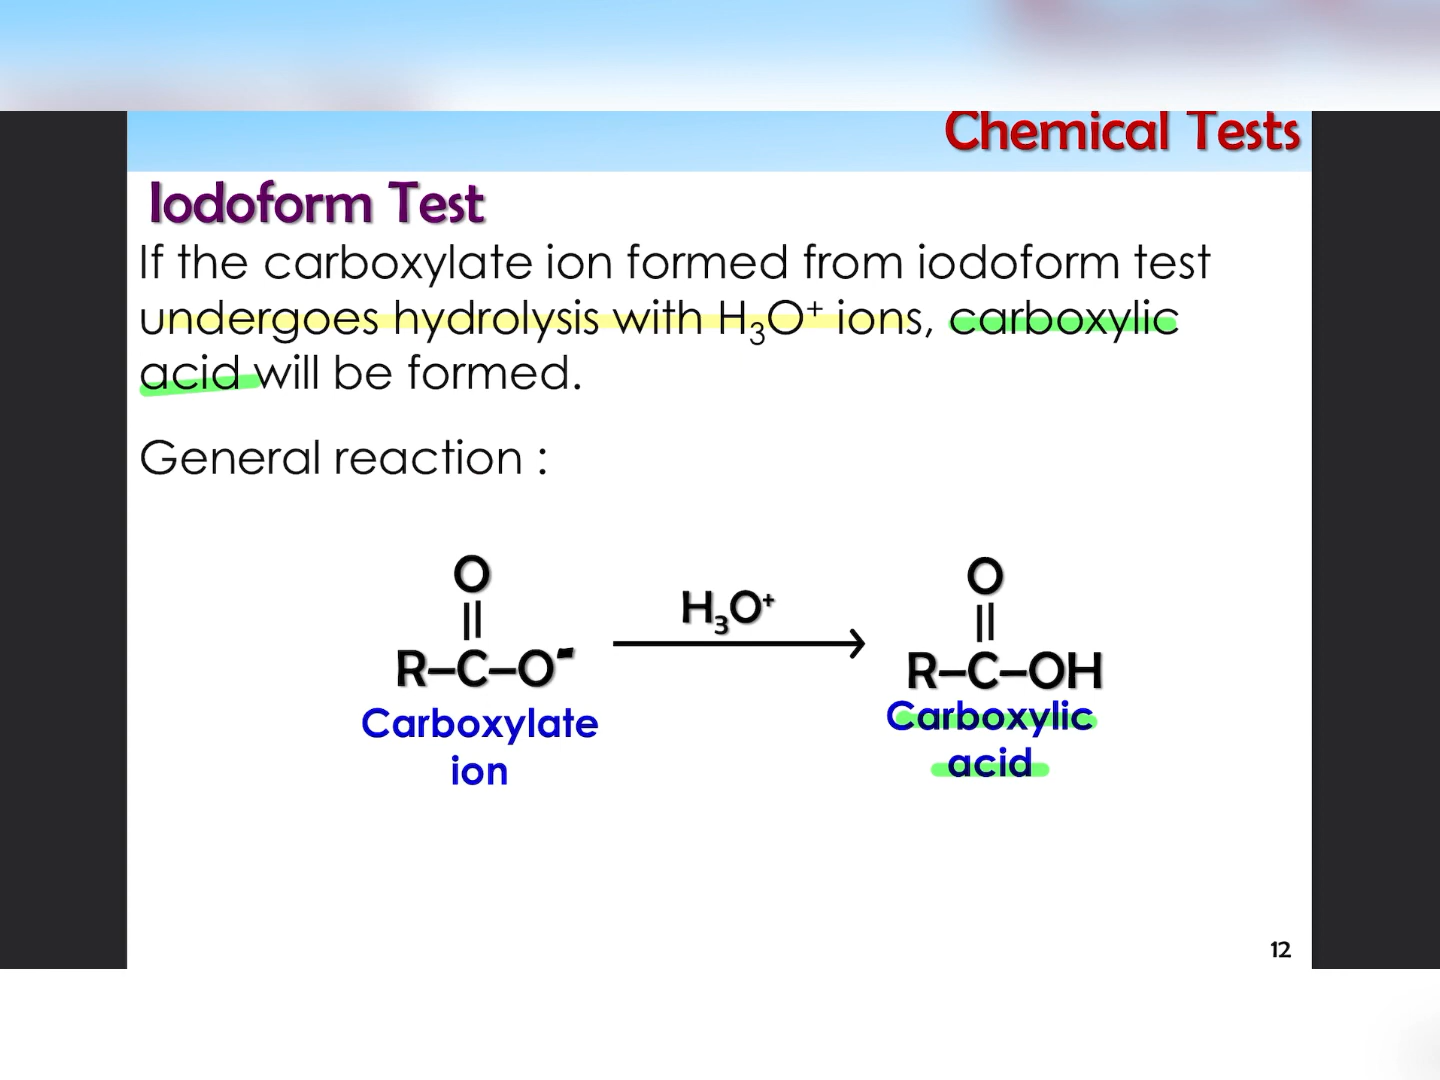 Chemical Tests
Iodoform Test
If the carboxylate ion formed from iodoform test
undergoes hydrolysis with H₃O⁺ ions, carboxylic
acid will be formed.
General reaction :
O
||
R–C–O⁻
Carboxylate
ion
H₃O⁺
O
||
R–C–OH
Carboxylic
acid
12